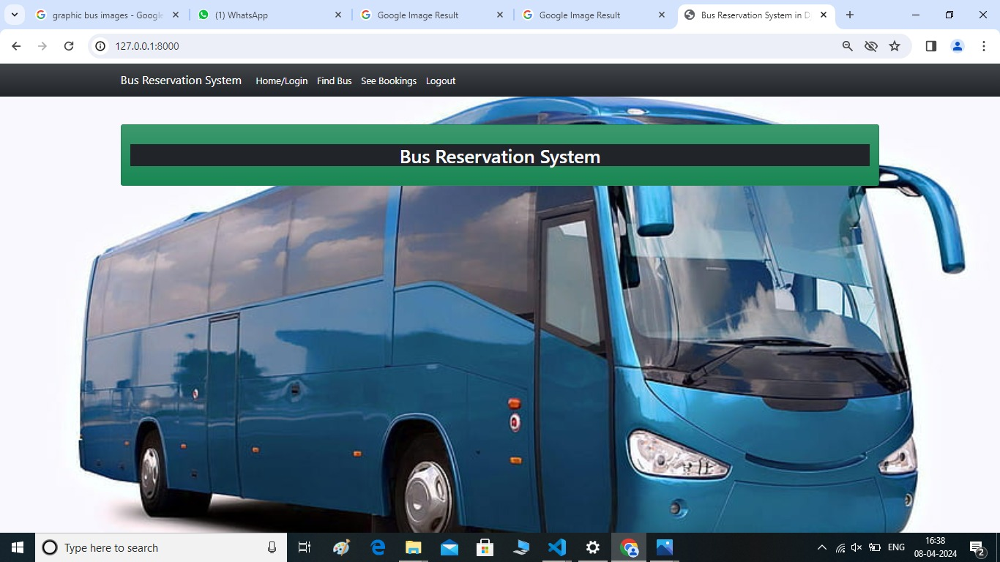 graphic bus images - Google
(1) WhatsApp
Google Image Result
Google Image Result
Bus Reservation System in D
127.0.0.1:8000
Bus Reservation System Home/Login Find Bus See Bookings Logout
Bus Reservation System
Type here to search
ENG
16:38
08-04-2024
2